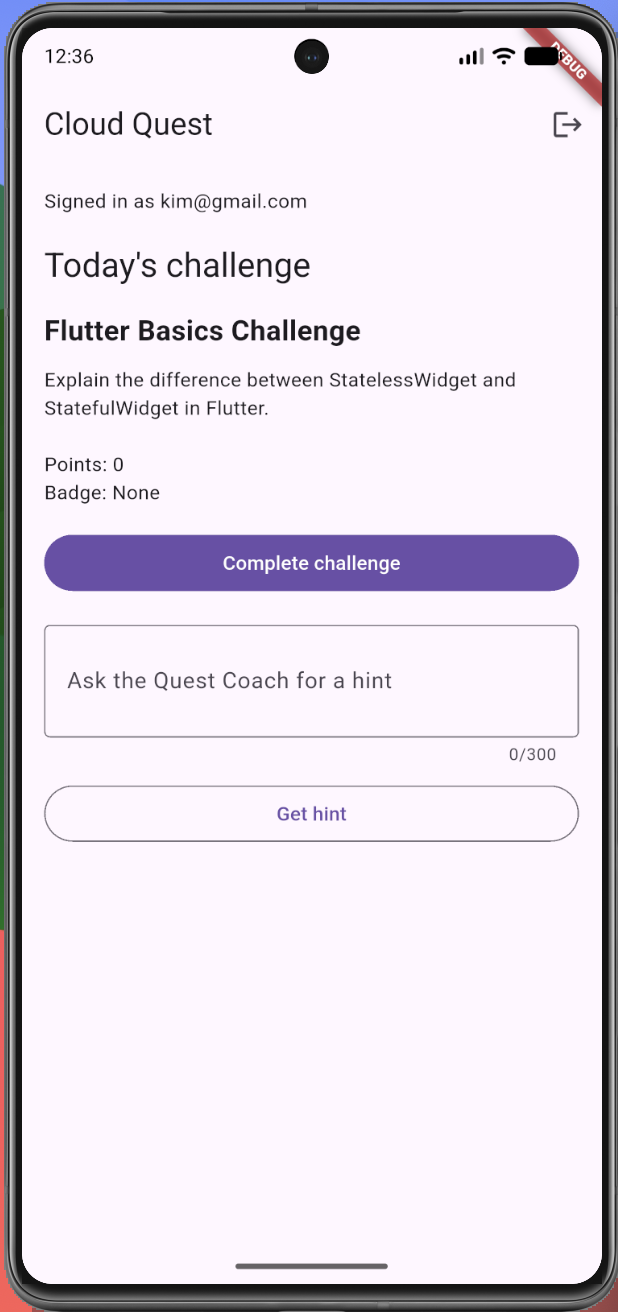 12:36
DEBUG
Cloud Quest
Signed in as kim@gmail.com
Today's challenge
Flutter Basics Challenge
Explain the difference between StatelessWidget and
StatefulWidget in Flutter.
Points: 0
Badge: None
Complete challenge
Ask the Quest Coach for a hint
0/300
Get hint